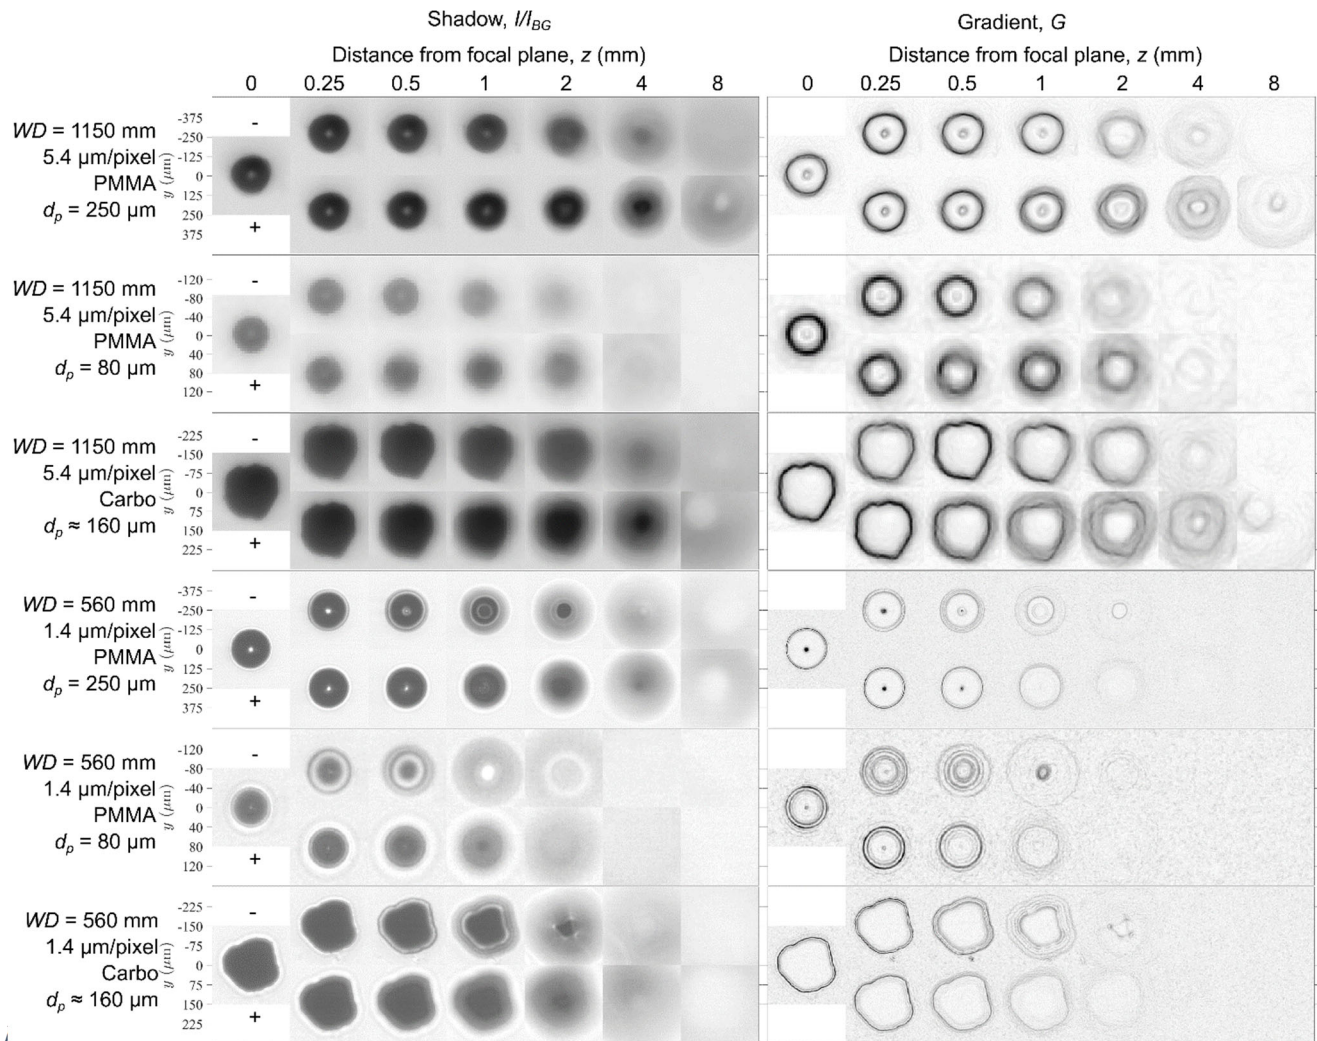 Shadow, I/I_BG
Gradient, G
Distance from focal plane, z (mm)
Distance from focal plane, z (mm)
0 0.25 0.5 1 2 4 8
0 0.25 0.5 1 2 4 8
WD = 1150 mm
5.4 µm/pixel
PMMA
d_p = 250 µm
-
+
y (µm)
-375
-250
-125
0
125
250
375
WD = 1150 mm
5.4 µm/pixel
PMMA
d_p = 80 µm
-
+
y (µm)
-120
-80
-40
0
40
80
120
WD = 1150 mm
5.4 µm/pixel
Carbo
d_p ≈ 160 µm
-
+
y (µm)
-225
-150
-75
0
75
150
225
WD = 560 mm
1.4 µm/pixel
PMMA
d_p = 250 µm
-
+
y (µm)
-375
-250
-125
0
125
250
375
WD = 560 mm
1.4 µm/pixel
PMMA
d_p = 80 µm
-
+
y (µm)
-120
-80
-40
0
40
80
120
WD = 560 mm
1.4 µm/pixel
Carbo
d_p ≈ 160 µm
-
+
y (µm)
-225
-150
-75
0
75
150
225